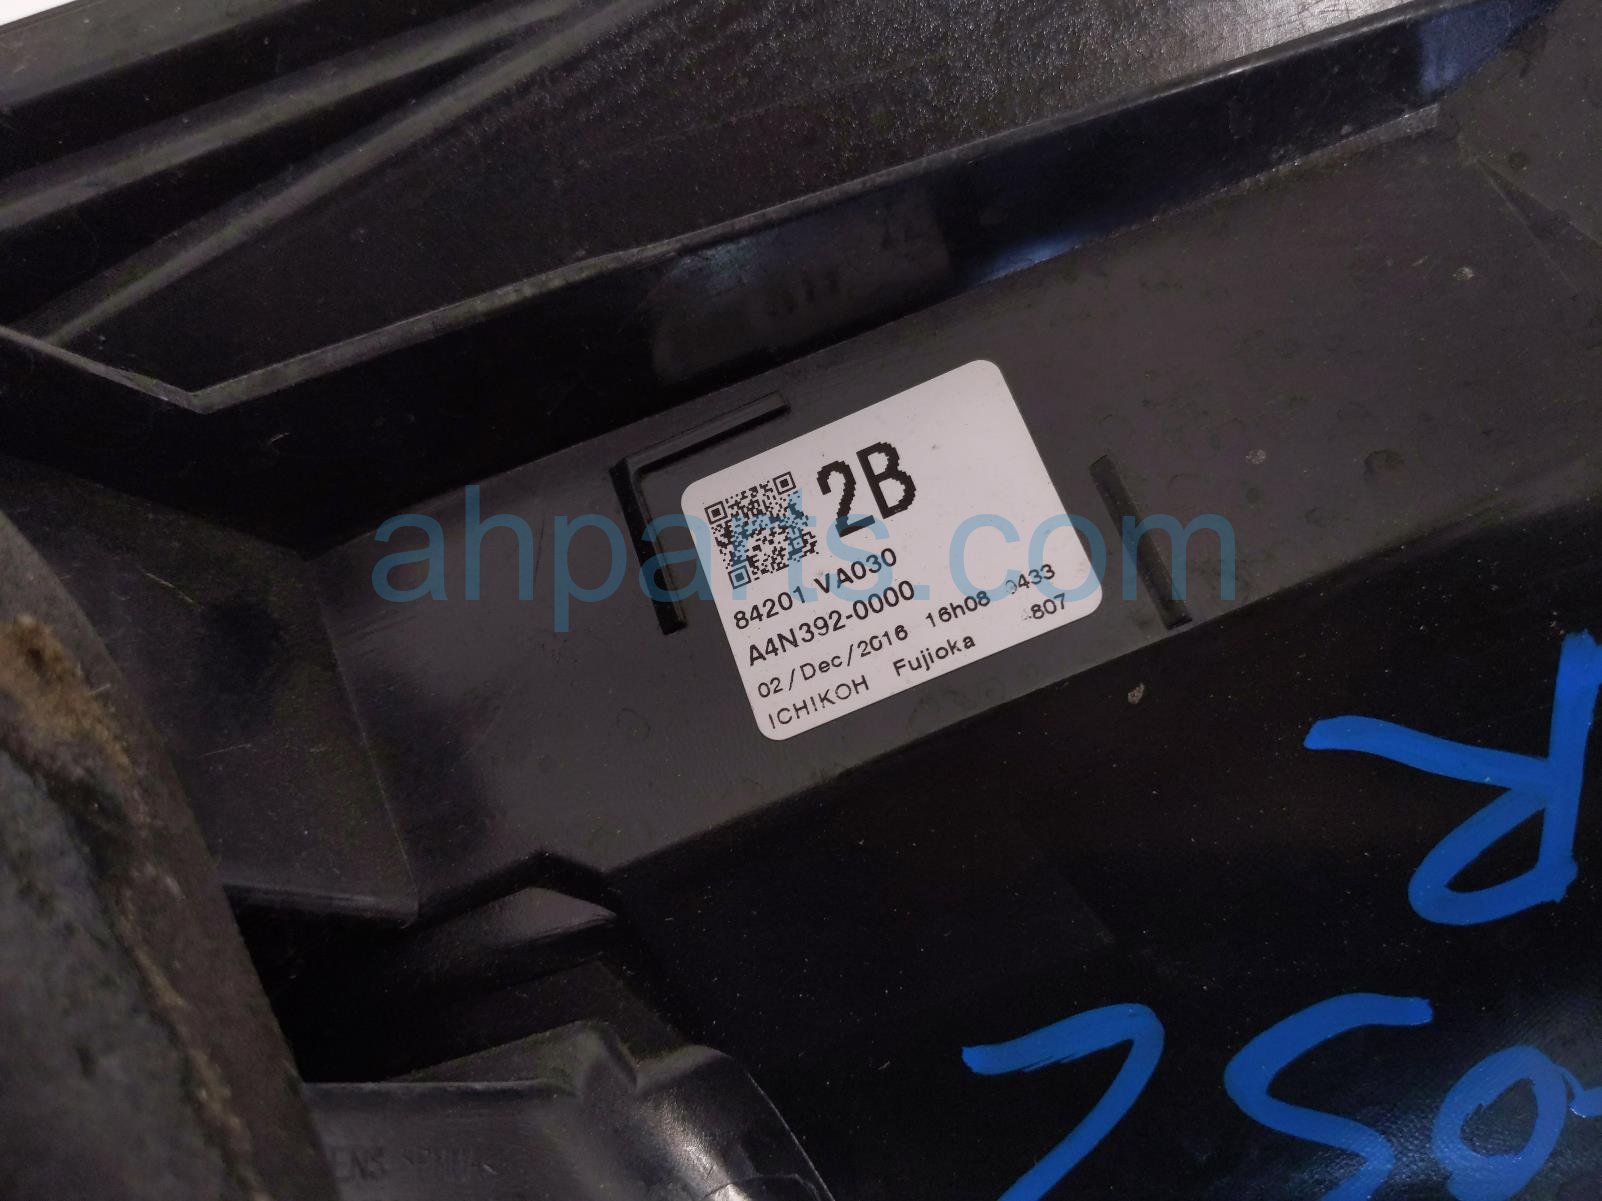 2B
84201 VA030
A4N392-0000
02/Dec/2016 16h08 0433
ICHIKOH Fujioka 807
ahparts.com
R